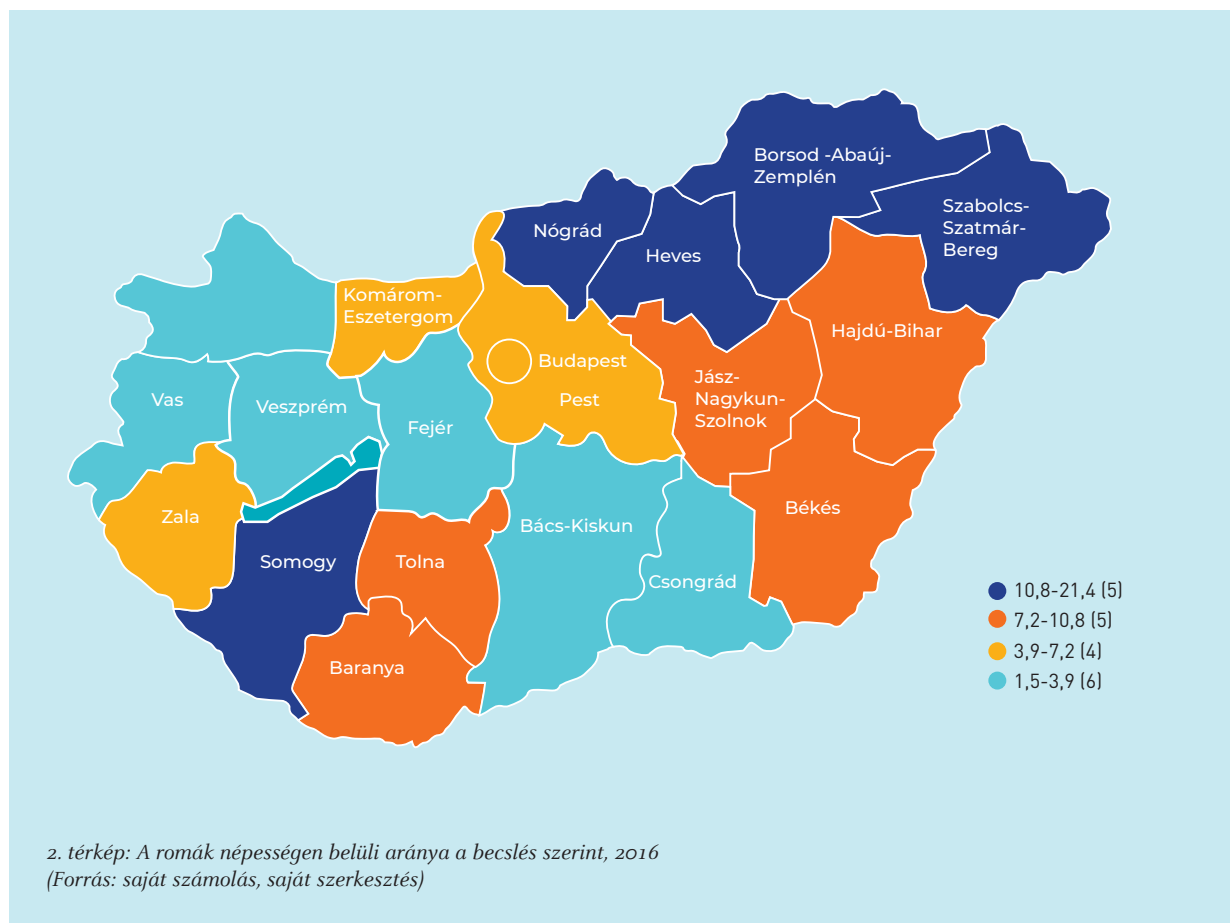 Borsod -Abaúj-
Zemplén
Szabolcs-
Szatmár-
Bereg
Nógrád
Heves
Komárom-
Eszetergom
Hajdú-Bihar
Budapest
Pest
Jász-
Nagykun-
Szolnok
Vas
Veszprém
Fejér
Zala
Somogy
Tolna
Bács-Kiskun
Békés
Csongrád
Baranya
10,8-21,4 (5)
7,2-10,8 (5)
3,9-7,2 (4)
1,5-3,9 (6)
2. térkép: A romák népességen belüli aránya a becslés szerint, 2016
(Forrás: saját számolás, saját szerkesztés)